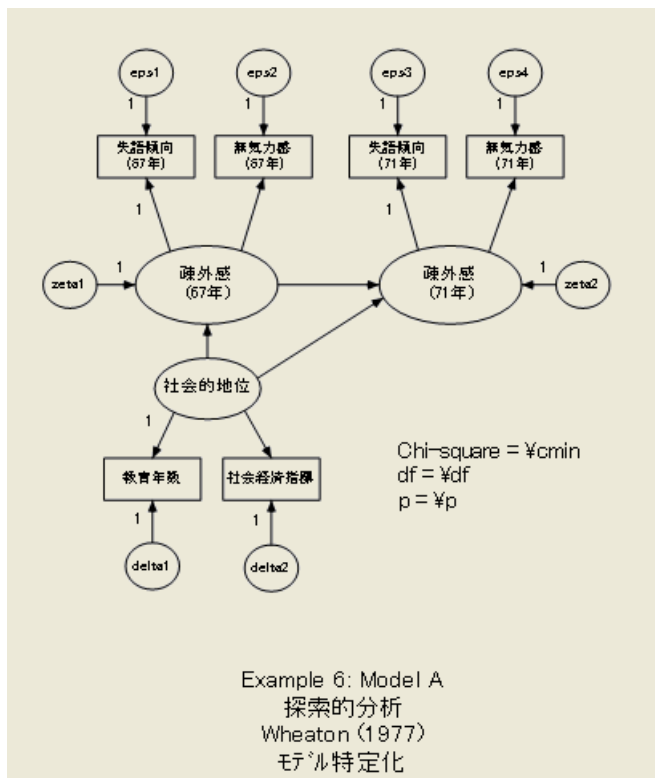 eps1
eps2
eps3
eps4
1
1
1
1
失語傾向
(67年)
無気力感
(67年)
失語傾向
(71年)
無気力感
(71年)
1
1
zeta1
1
疎外感
(67年)
疎外感
(71年)
1
zeta2
社会的地位
1
教育年数
社会経済指標
Chi-square = ¥cmin
df = ¥df
p = ¥p
1
1
delta1
delta2
Example 6: Model A
探索的分析
Wheaton (1977)
モデル特定化